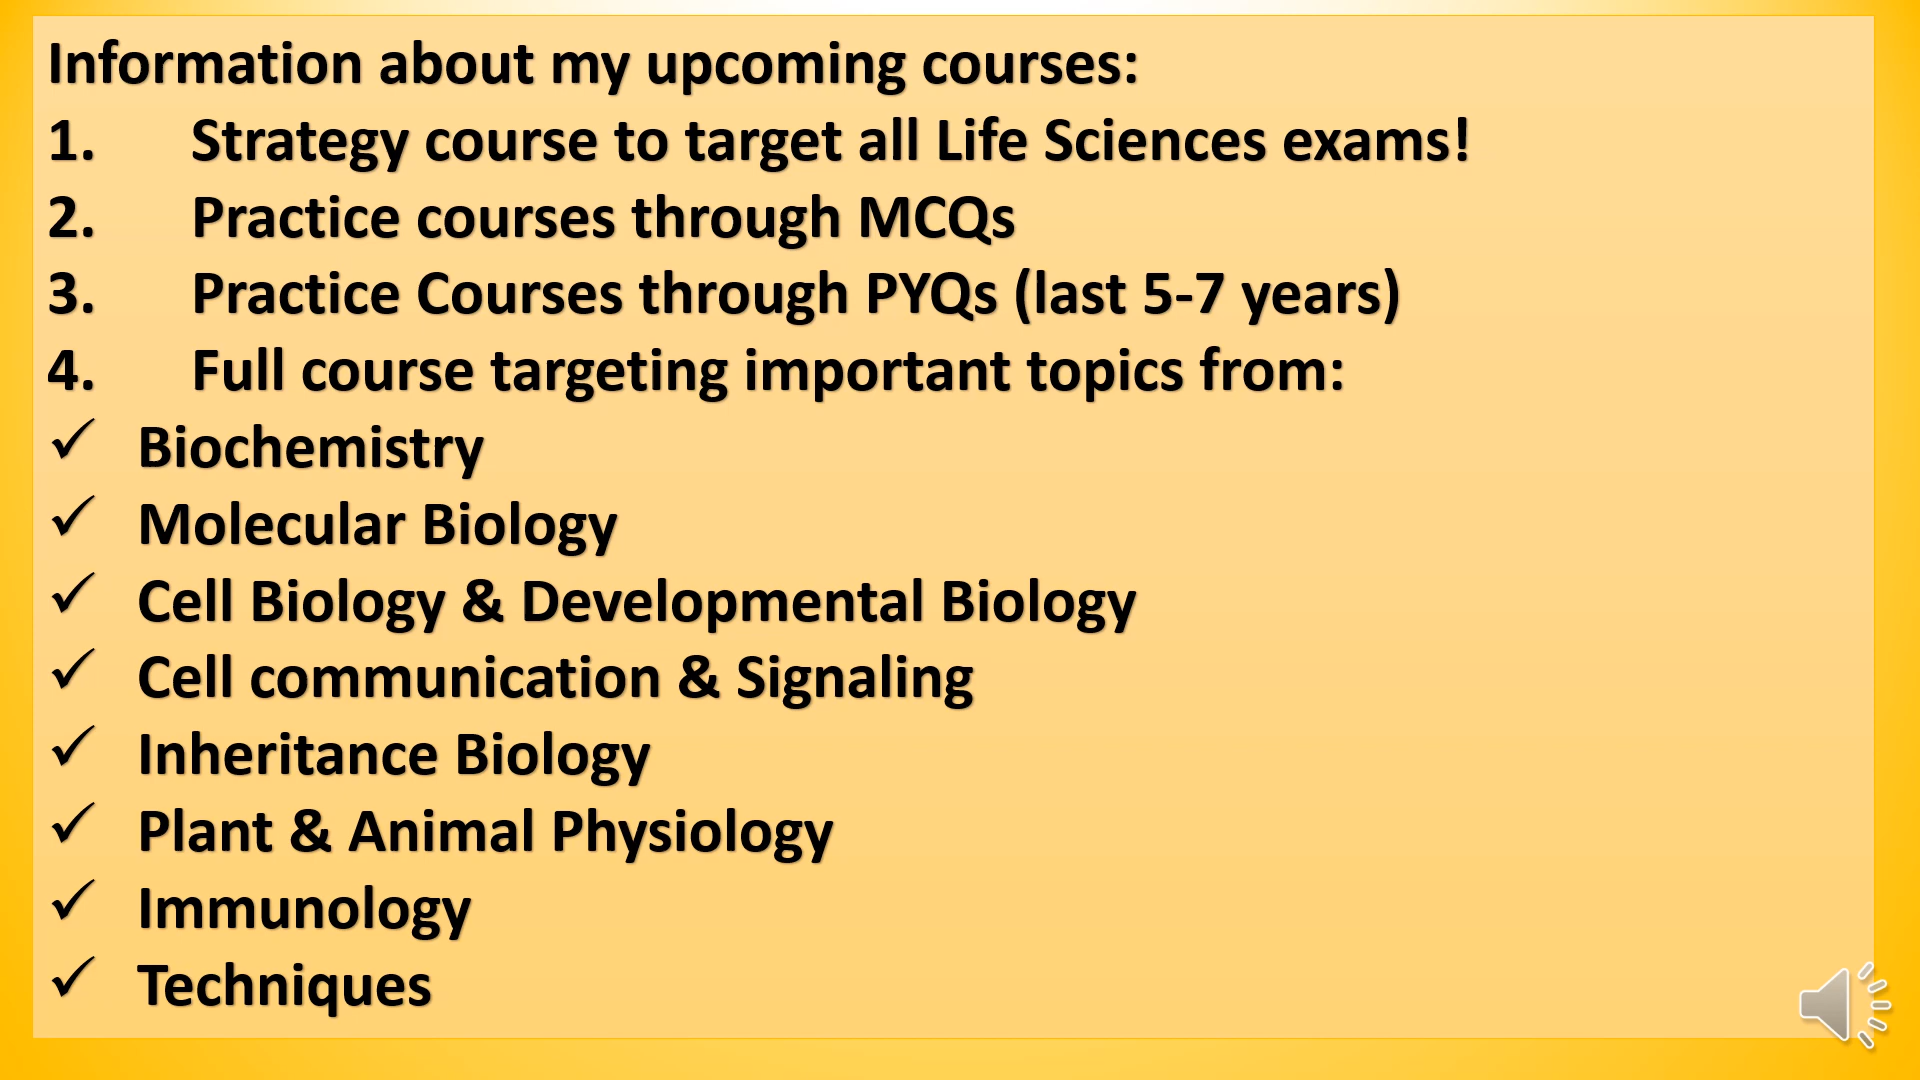 Information about my upcoming courses:
1. Strategy course to target all Life Sciences exams!
2. Practice courses through MCQs
3. Practice Courses through PYQs (last 5-7 years)
4. Full course targeting important topics from:
✓ Biochemistry
✓ Molecular Biology
✓ Cell Biology & Developmental Biology
✓ Cell communication & Signaling
✓ Inheritance Biology
✓ Plant & Animal Physiology
✓ Immunology
✓ Techniques